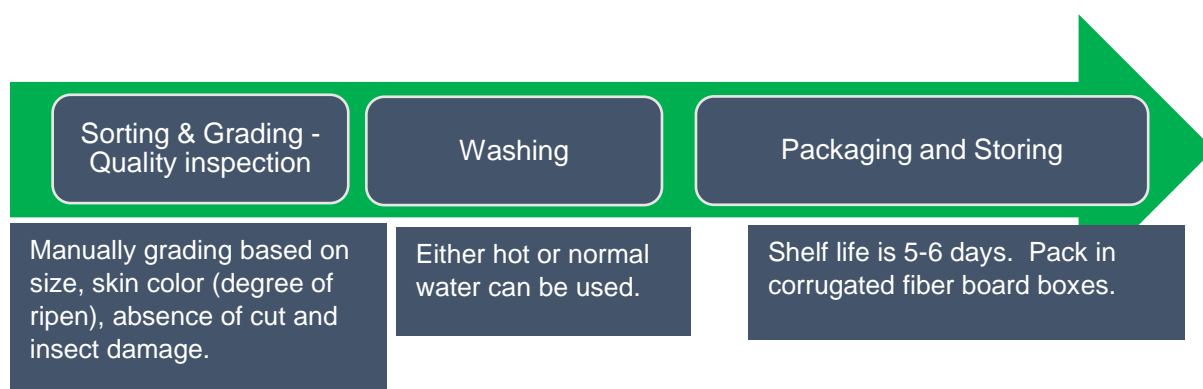 Sorting & Grading -
Quality inspection
Washing
Packaging and Storing
Manually grading based on
size, skin color (degree of
ripen), absence of cut and
insect damage.
Either hot or normal
water can be used.
Shelf life is 5-6 days.  Pack in
corrugated fiber board boxes.